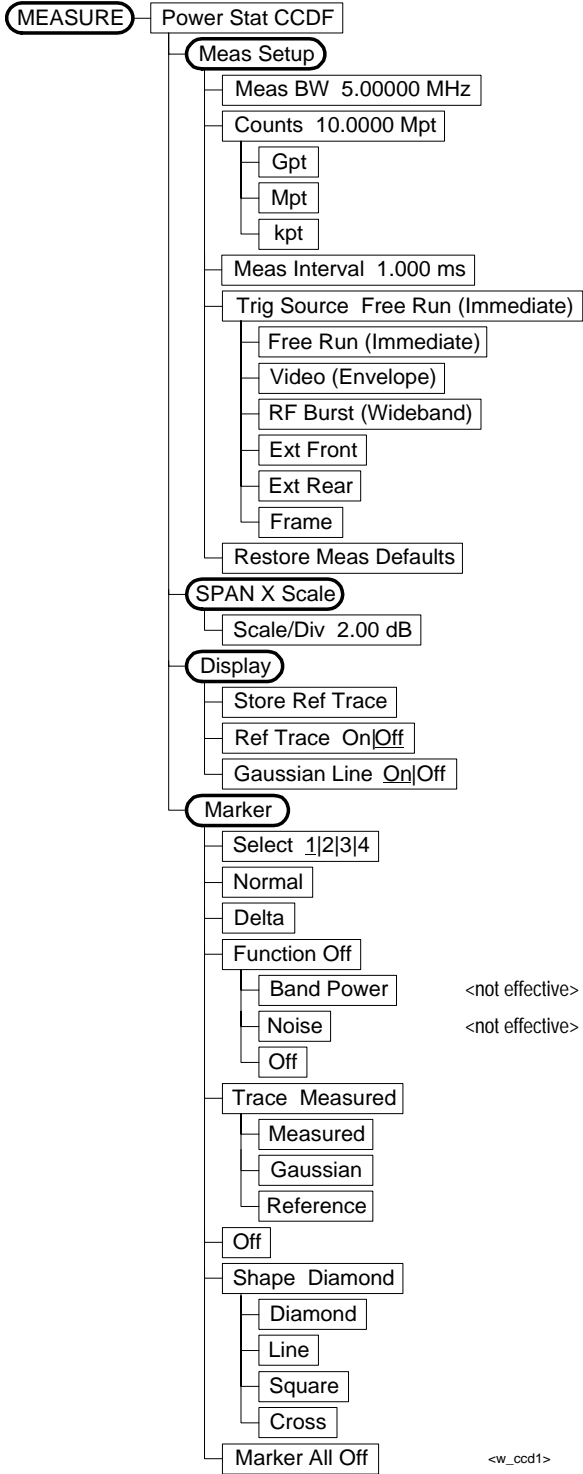 MEASURE Power Stat CCDF
Meas Setup
Meas BW 5.00000 MHz
Counts 10.0000 Mpt
Gpt
Mpt
kpt
Meas Interval 1.000 ms
Trig Source Free Run (Immediate)
Free Run (Immediate)
Video (Envelope)
RF Burst (Wideband)
Ext Front
Ext Rear
Frame
Restore Meas Defaults
SPAN X Scale
Scale/Div 2.00 dB
Display
Store Ref Trace
Ref Trace On|Off
Gaussian Line On|Off
Marker
Select 1|2|3|4
Normal
Delta
Function Off
Band Power <not effective>
Noise <not effective>
Off
Trace Measured
Measured
Gaussian
Reference
Off
Shape Diamond
Diamond
Line
Square
Cross
Marker All Off <w_ccd1>